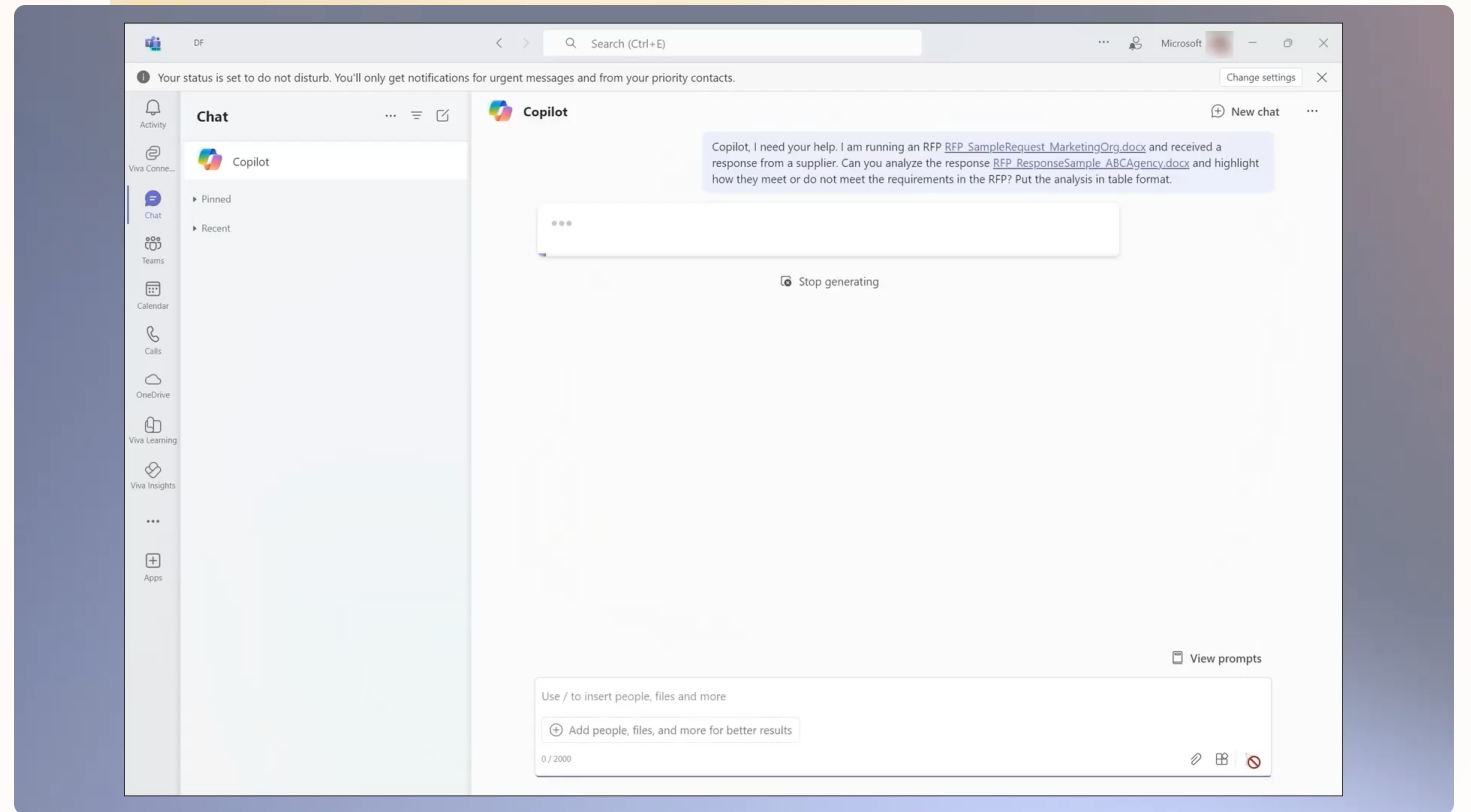 DF
Search (Ctrl+E)
Microsoft
Your status is set to do not disturb. You'll only get notifications for urgent messages and from your priority contacts.
Change settings
Activity
Viva Conne...
Chat
Teams
Calendar
Calls
OneDrive
Viva Learning
Viva Insights
Apps
Chat
Copilot
Pinned
Recent
Copilot
New chat
Copilot, I need your help. I am running an RFP RFP_SampleRequest_MarketingOrg.docx and received a
response from a supplier. Can you analyze the response RFP_ResponseSample_ABCAgency.docx and highlight
how they meet or do not meet the requirements in the RFP? Put the analysis in table format.
Stop generating
View prompts
Use / to insert people, files and more
Add people, files, and more for better results
0 / 2000